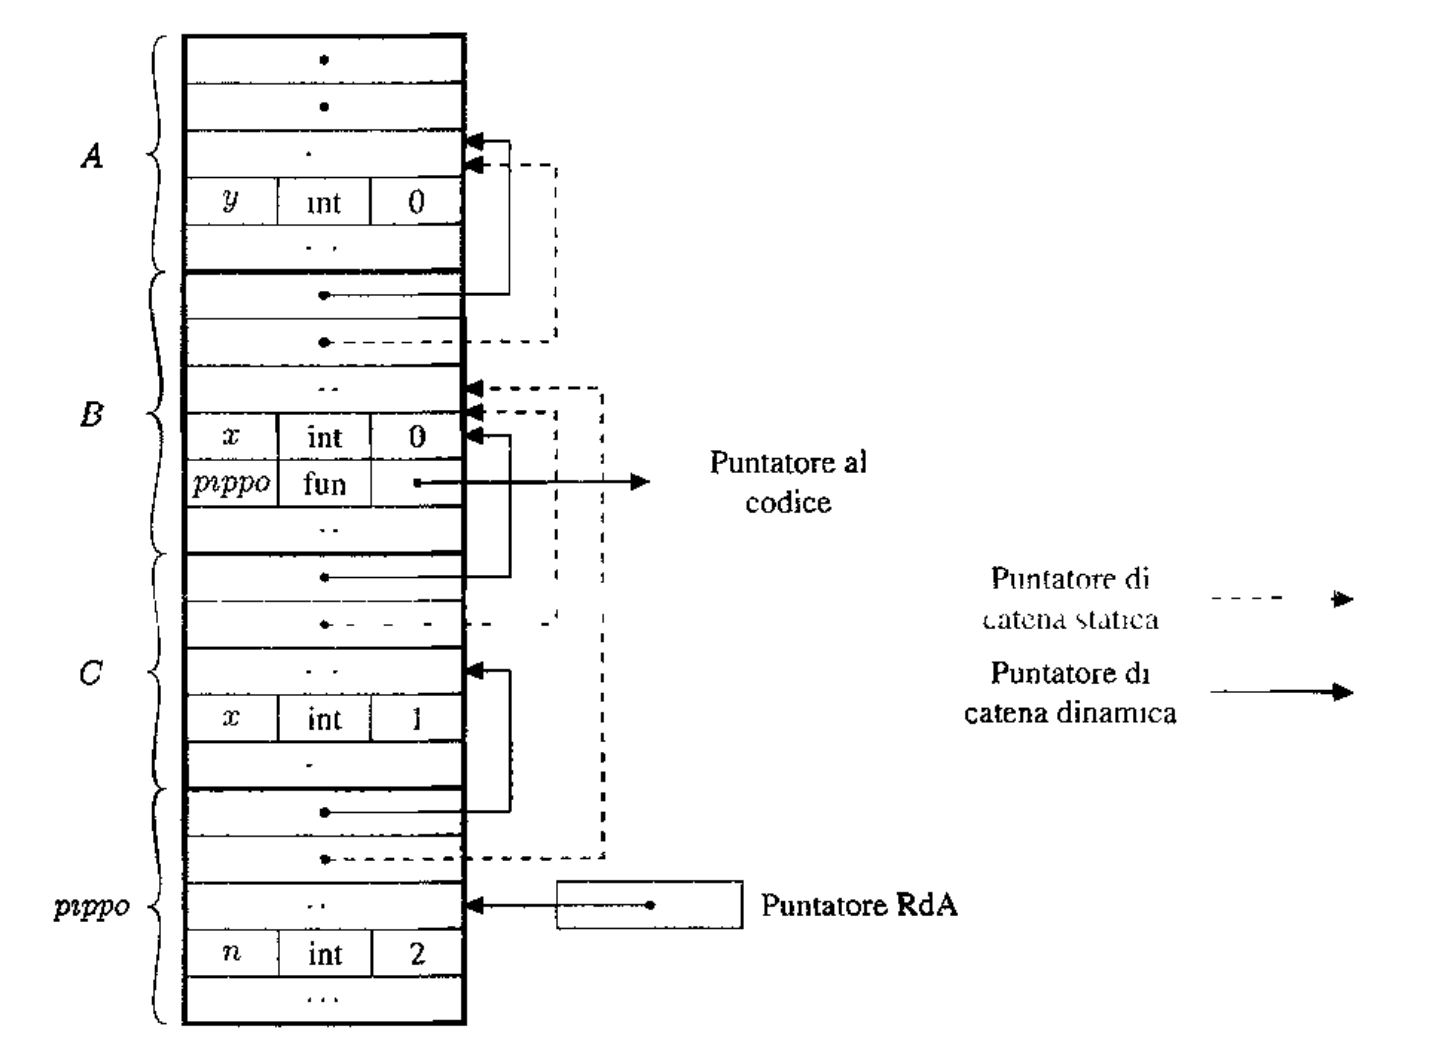 A
y int 0
B
x int 0
pippo fun
Puntatore al
codice
Puntatore di
catena statica
C
x int 1
Puntatore di
catena dinamica
pippo
Puntatore RdA
n int 2
...